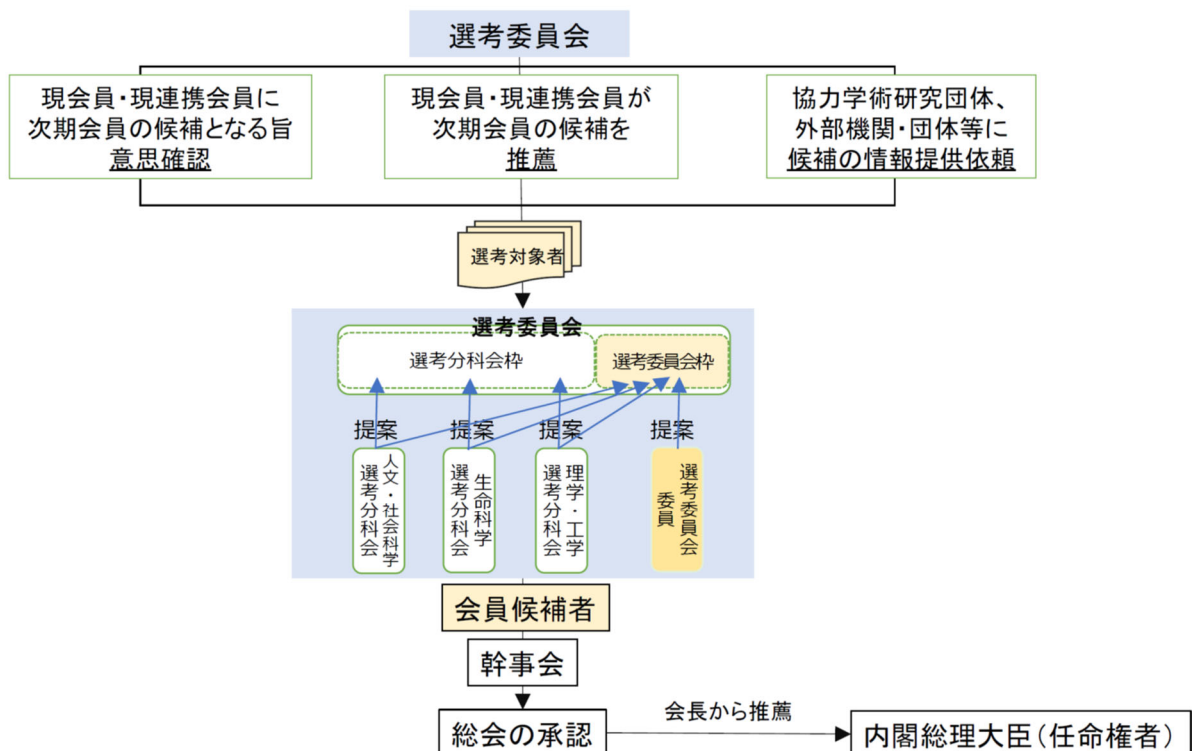 選考委員会
現会員・現連携会員に
次期会員の候補となる旨
意思確認
現会員・現連携会員が
次期会員の候補を
推薦
協力学術研究団体、
外部機関・団体等に
候補の情報提供依頼
選考対象者
選考委員会
選考分科会枠
選考委員会枠
提案
提案
提案
提案
人文・社会科学
選考分科会
生命科学
選考分科会
理学・工学
選考分科会
選考委員会
委員
会員候補者
幹事会
総会の承認
会長から推薦
内閣総理大臣(任命権者)